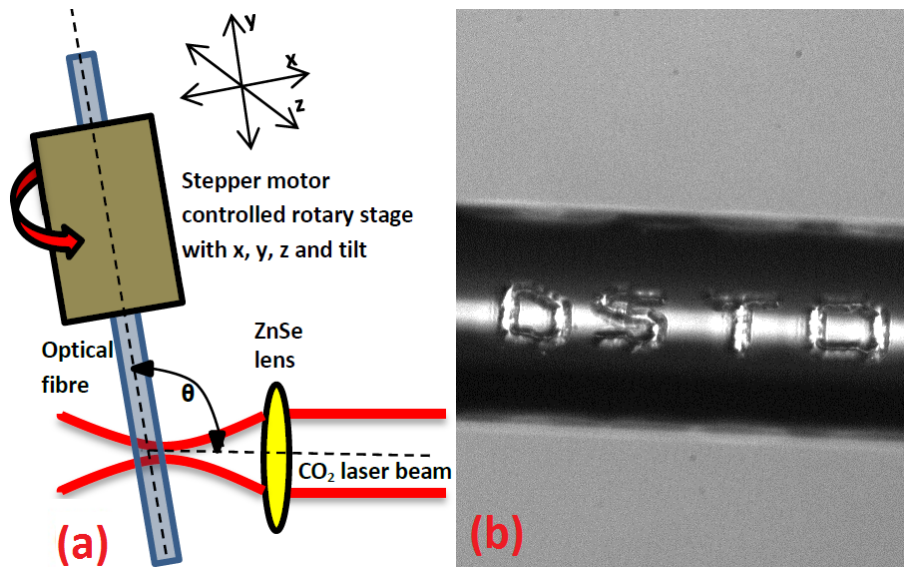 y
x
z
Stepper motor
controlled rotary stage
with x, y, z and tilt
ZnSe
lens
Optical
fibre
θ
CO₂ laser beam
(a)
DSTO
(b)